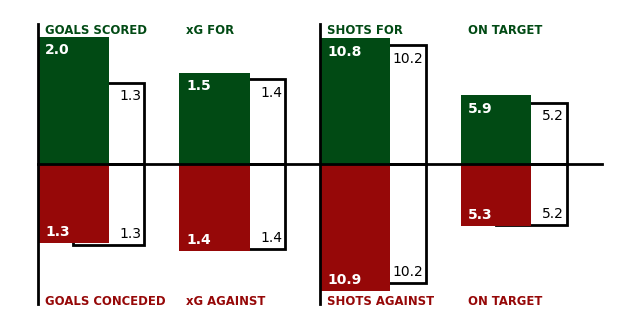 GOALS SCORED xG FOR SHOTS FOR ON TARGET
2.0 1.3 1.5 1.4 10.8 10.2 5.9 5.2
1.3 1.3 1.4 1.4 10.9 10.2 5.3 5.2
GOALS CONCEDED xG AGAINST SHOTS AGAINST ON TARGET